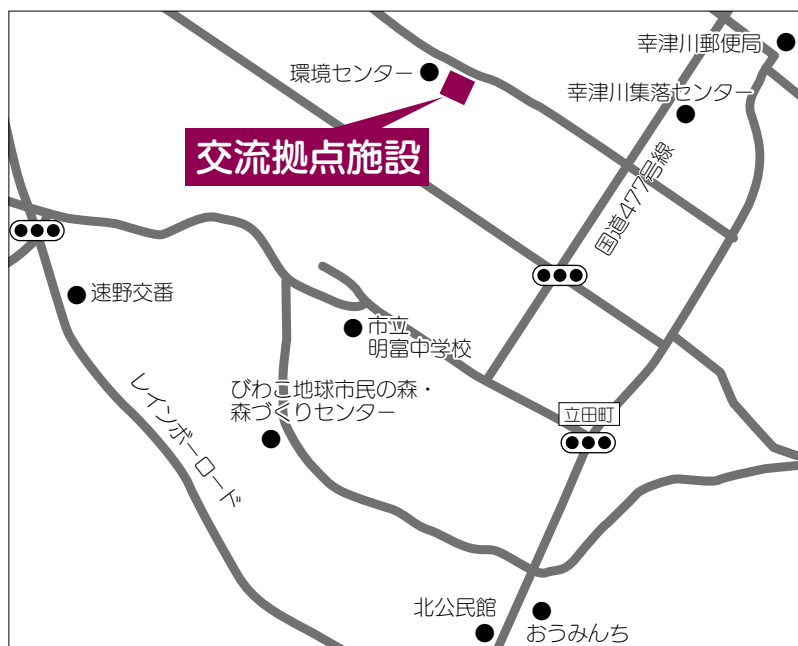 幸津川郵便局
環境センター
幸津川集落センター
交流拠点施設
国道477号線
速野交番
市立
明富中学校
びわこ地球市民の森・
森づくりセンター
レインボーロード
立田町
北公民館
おうみんち